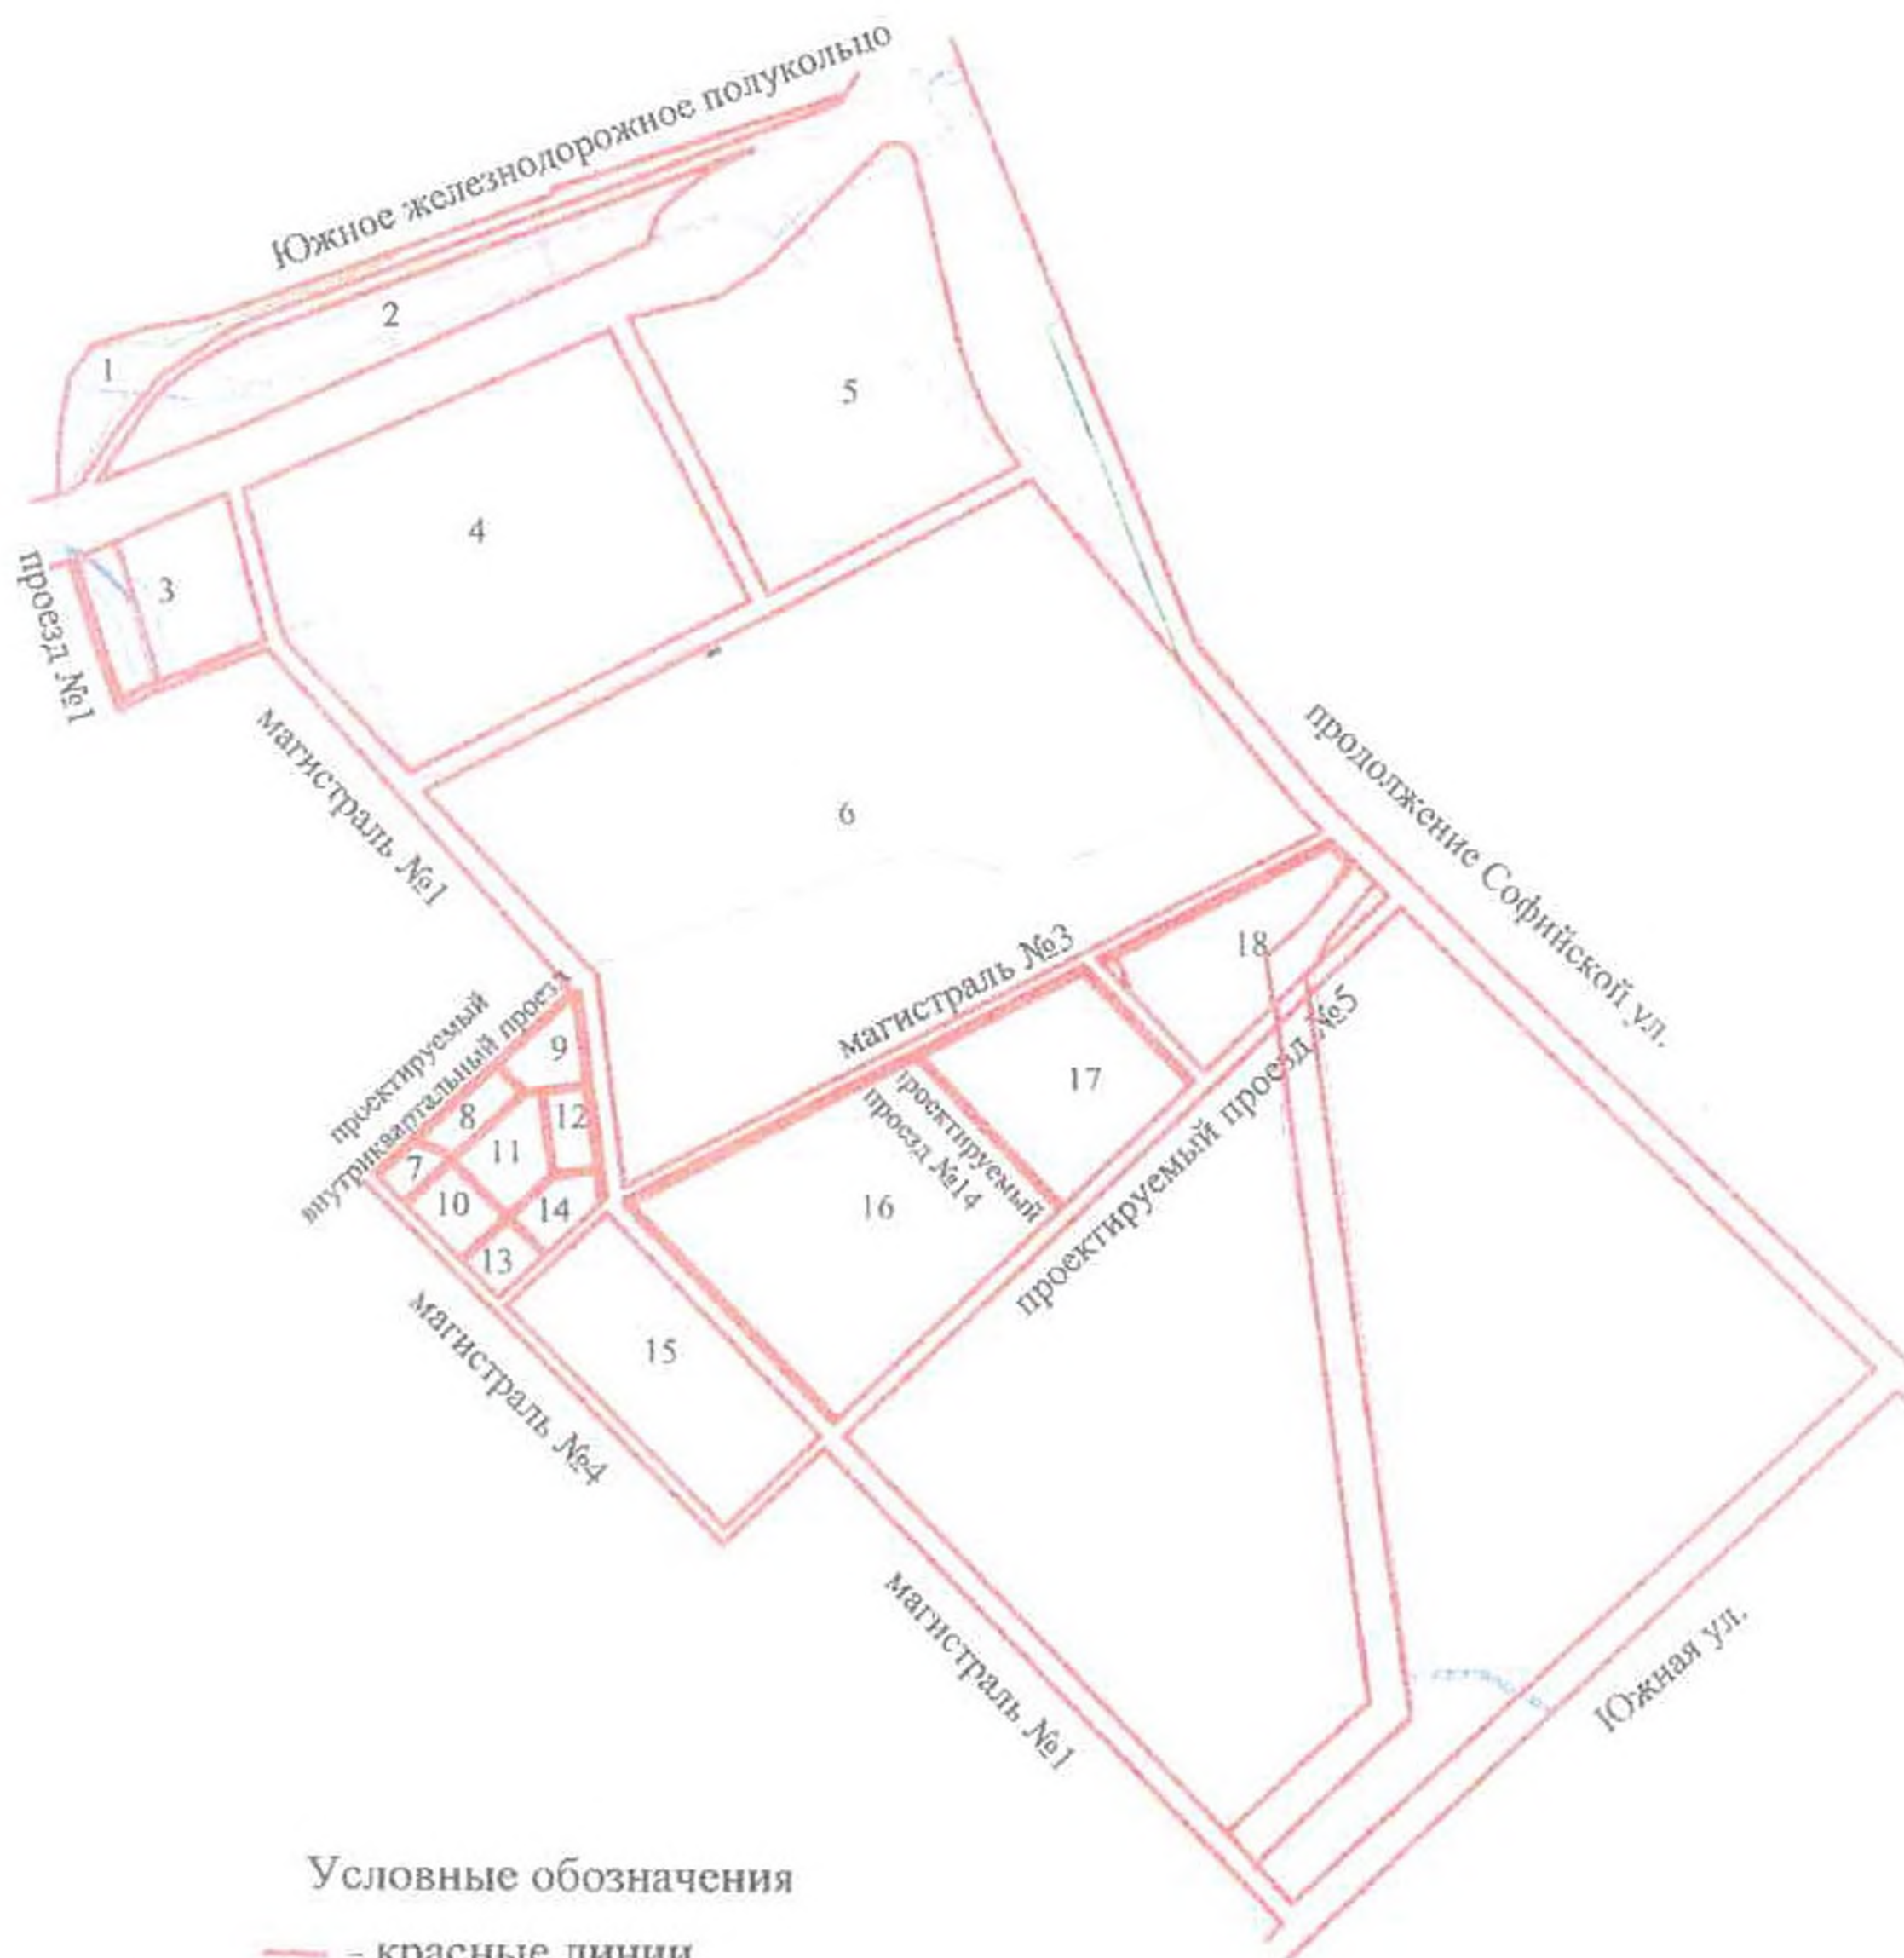 Южное железнодорожное полукольцо
1
2
5
4
3
проезд №1
магистраль №1
продолжение Софийской ул.
6
магистраль №3
18
проектируемый
внутриквартальный проезд
9
8
12
11
7
10
14
13
17
роектируемый
проезд №14
16
проектируемый проезд №5
15
магистраль №4
магистраль №1
Южная ул.
Условные обозначения
- красные линии